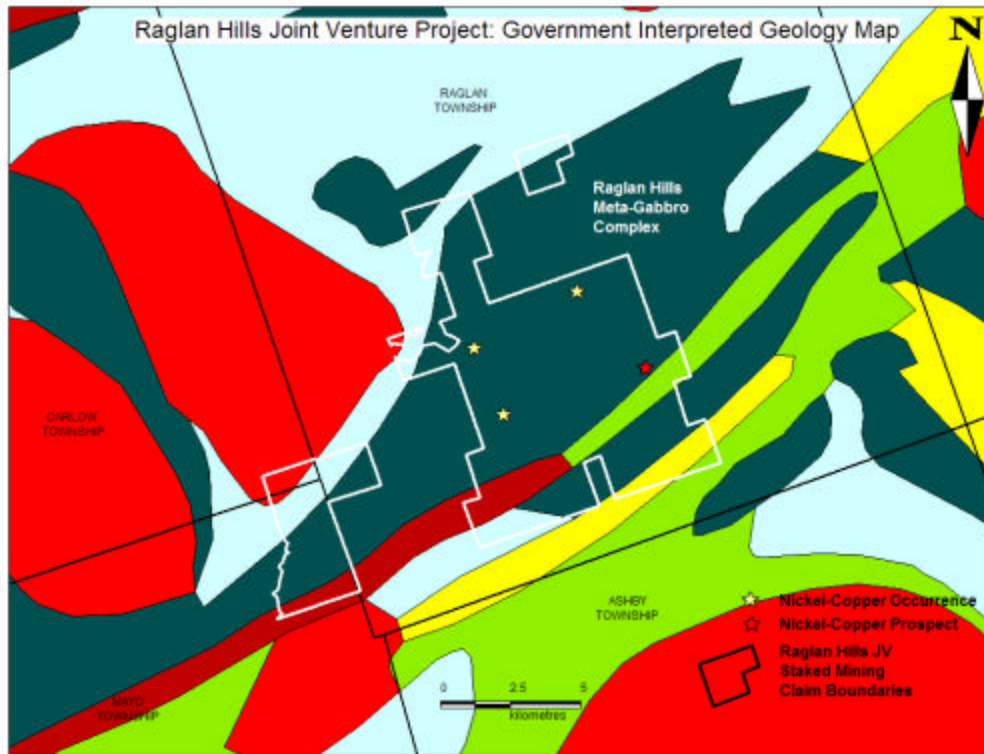 Raglan Hills Joint Venture Project: Government Interpreted Geology Map
N
RAGLAN
TOWNSHIP
Raglan Hills
Meta-Gabbro
Complex
CARLOW
TOWNSHIP
ASHBY
TOWNSHIP
MAYO
TOWNSHIP
0 2.5 5
kilometres
Nickel-Copper Occurrence
Nickel-Copper Prospect
Raglan Hills JV
Staked Mining
Claim Boundaries